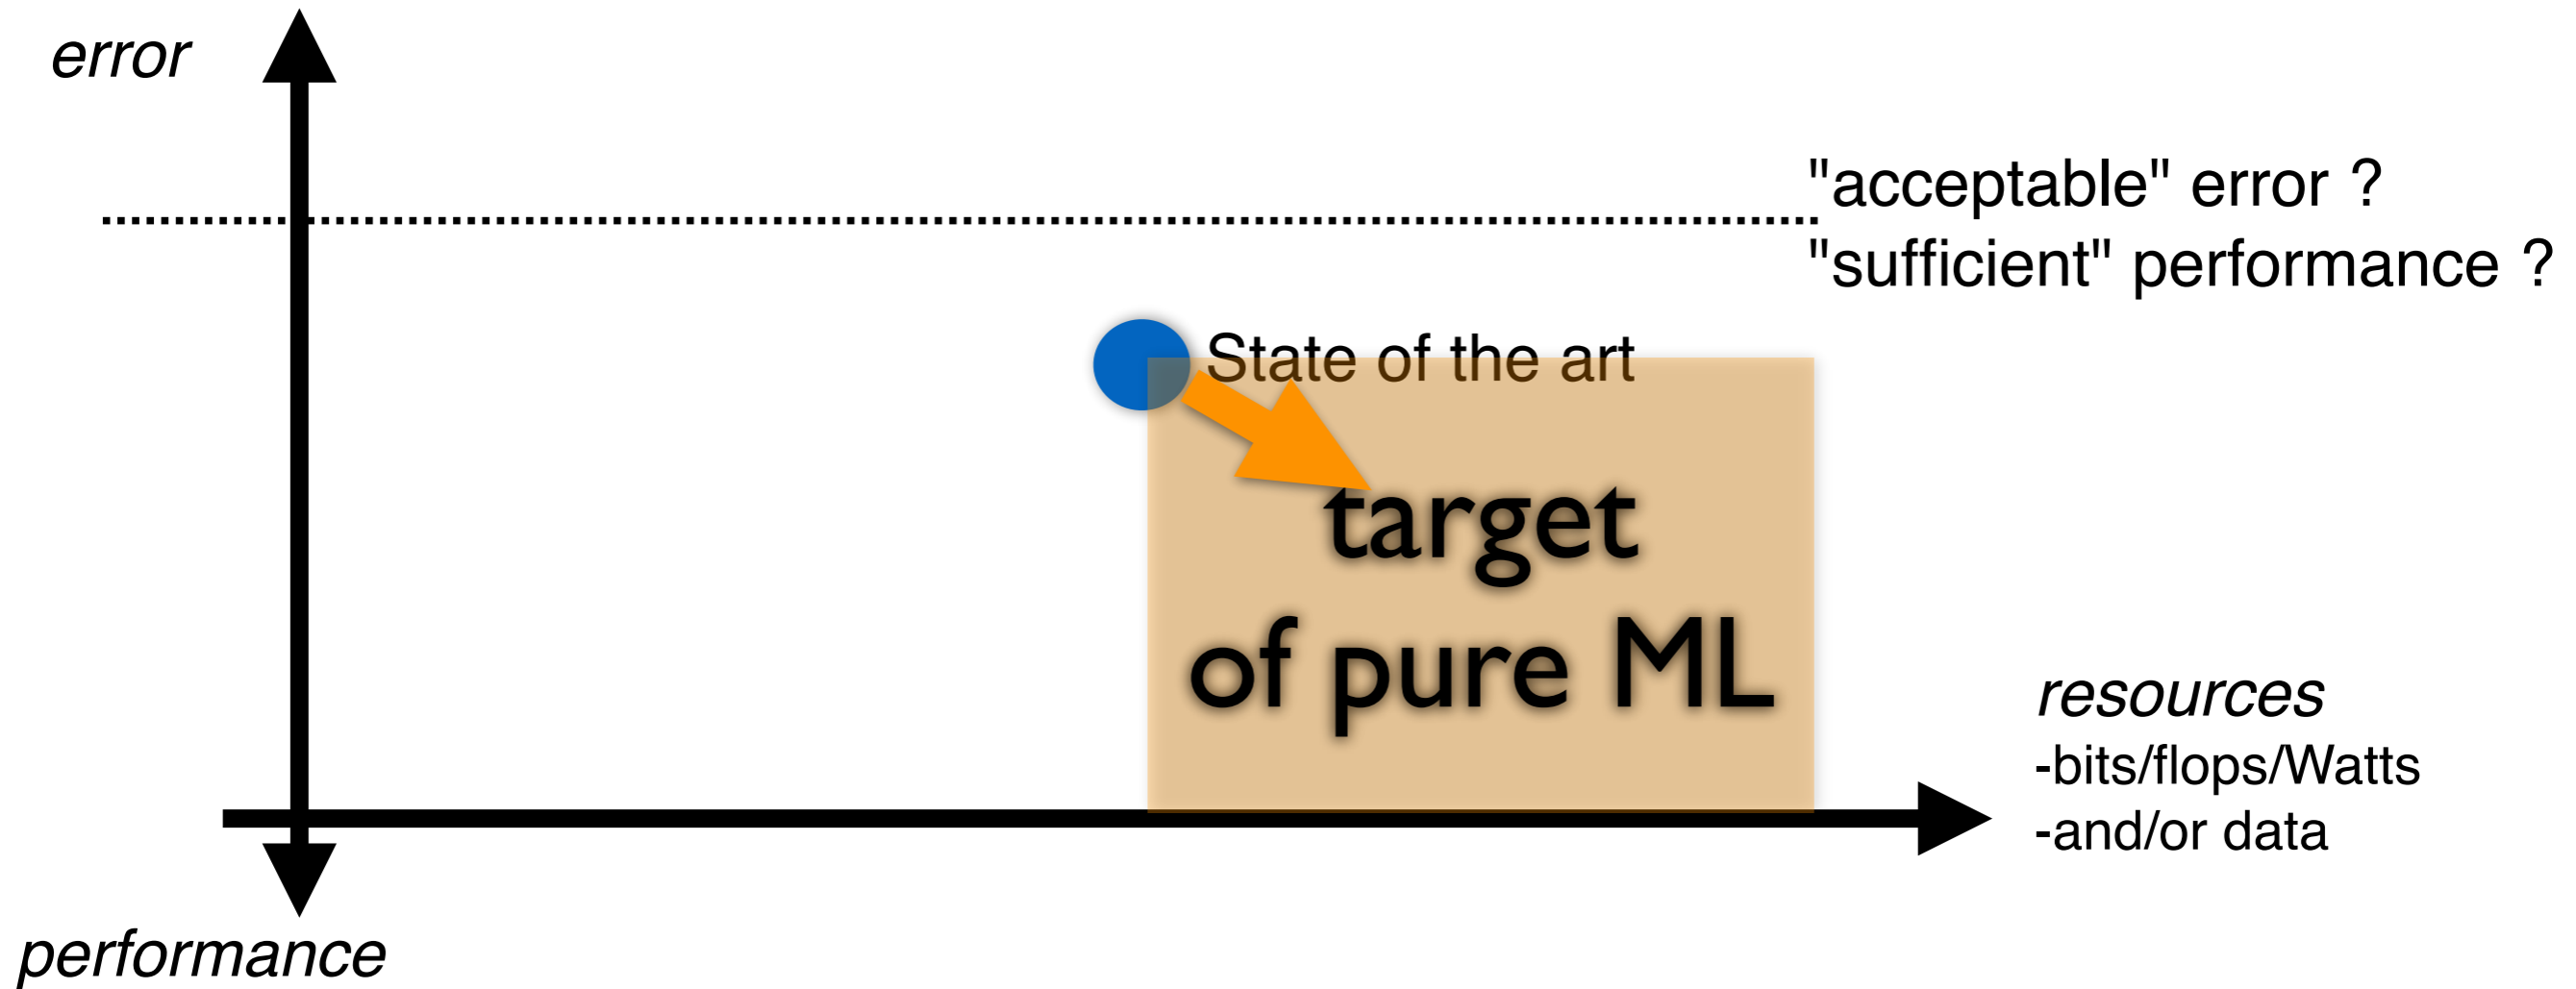 error
"acceptable" error ?
"sufficient" performance ?
State of the art
target
of pure ML
resources
-bits/flops/Watts
-and/or data
performance